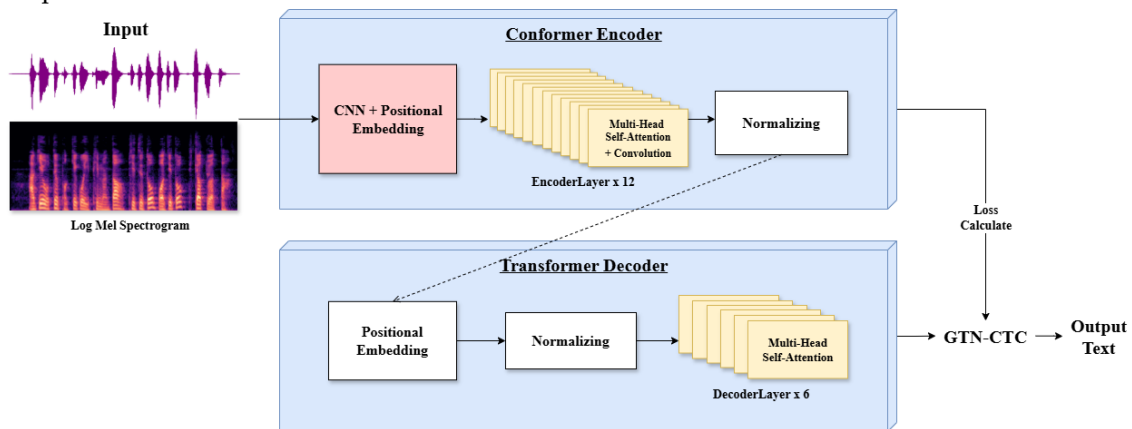 Input
Log Mel Spectrogram
Conformer Encoder
CNN + Positional
Embedding
Multi-Head
Self-Attention
+ Convolution
EncoderLayer x 12
Normalizing
Loss
Calculate
Transformer Decoder
Positional
Embedding
Normalizing
Multi-Head
Self-Attention
DecoderLayer x 6
GTN-CTC
Output
Text